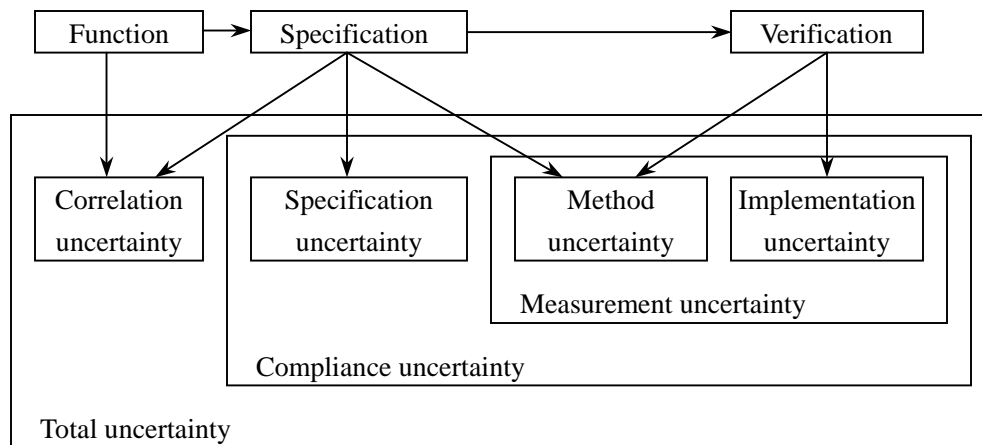 Function
Specification
Verification
Correlation
uncertainty
Specification
uncertainty
Method
uncertainty
Implementation
uncertainty
Measurement uncertainty
Compliance uncertainty
Total uncertainty